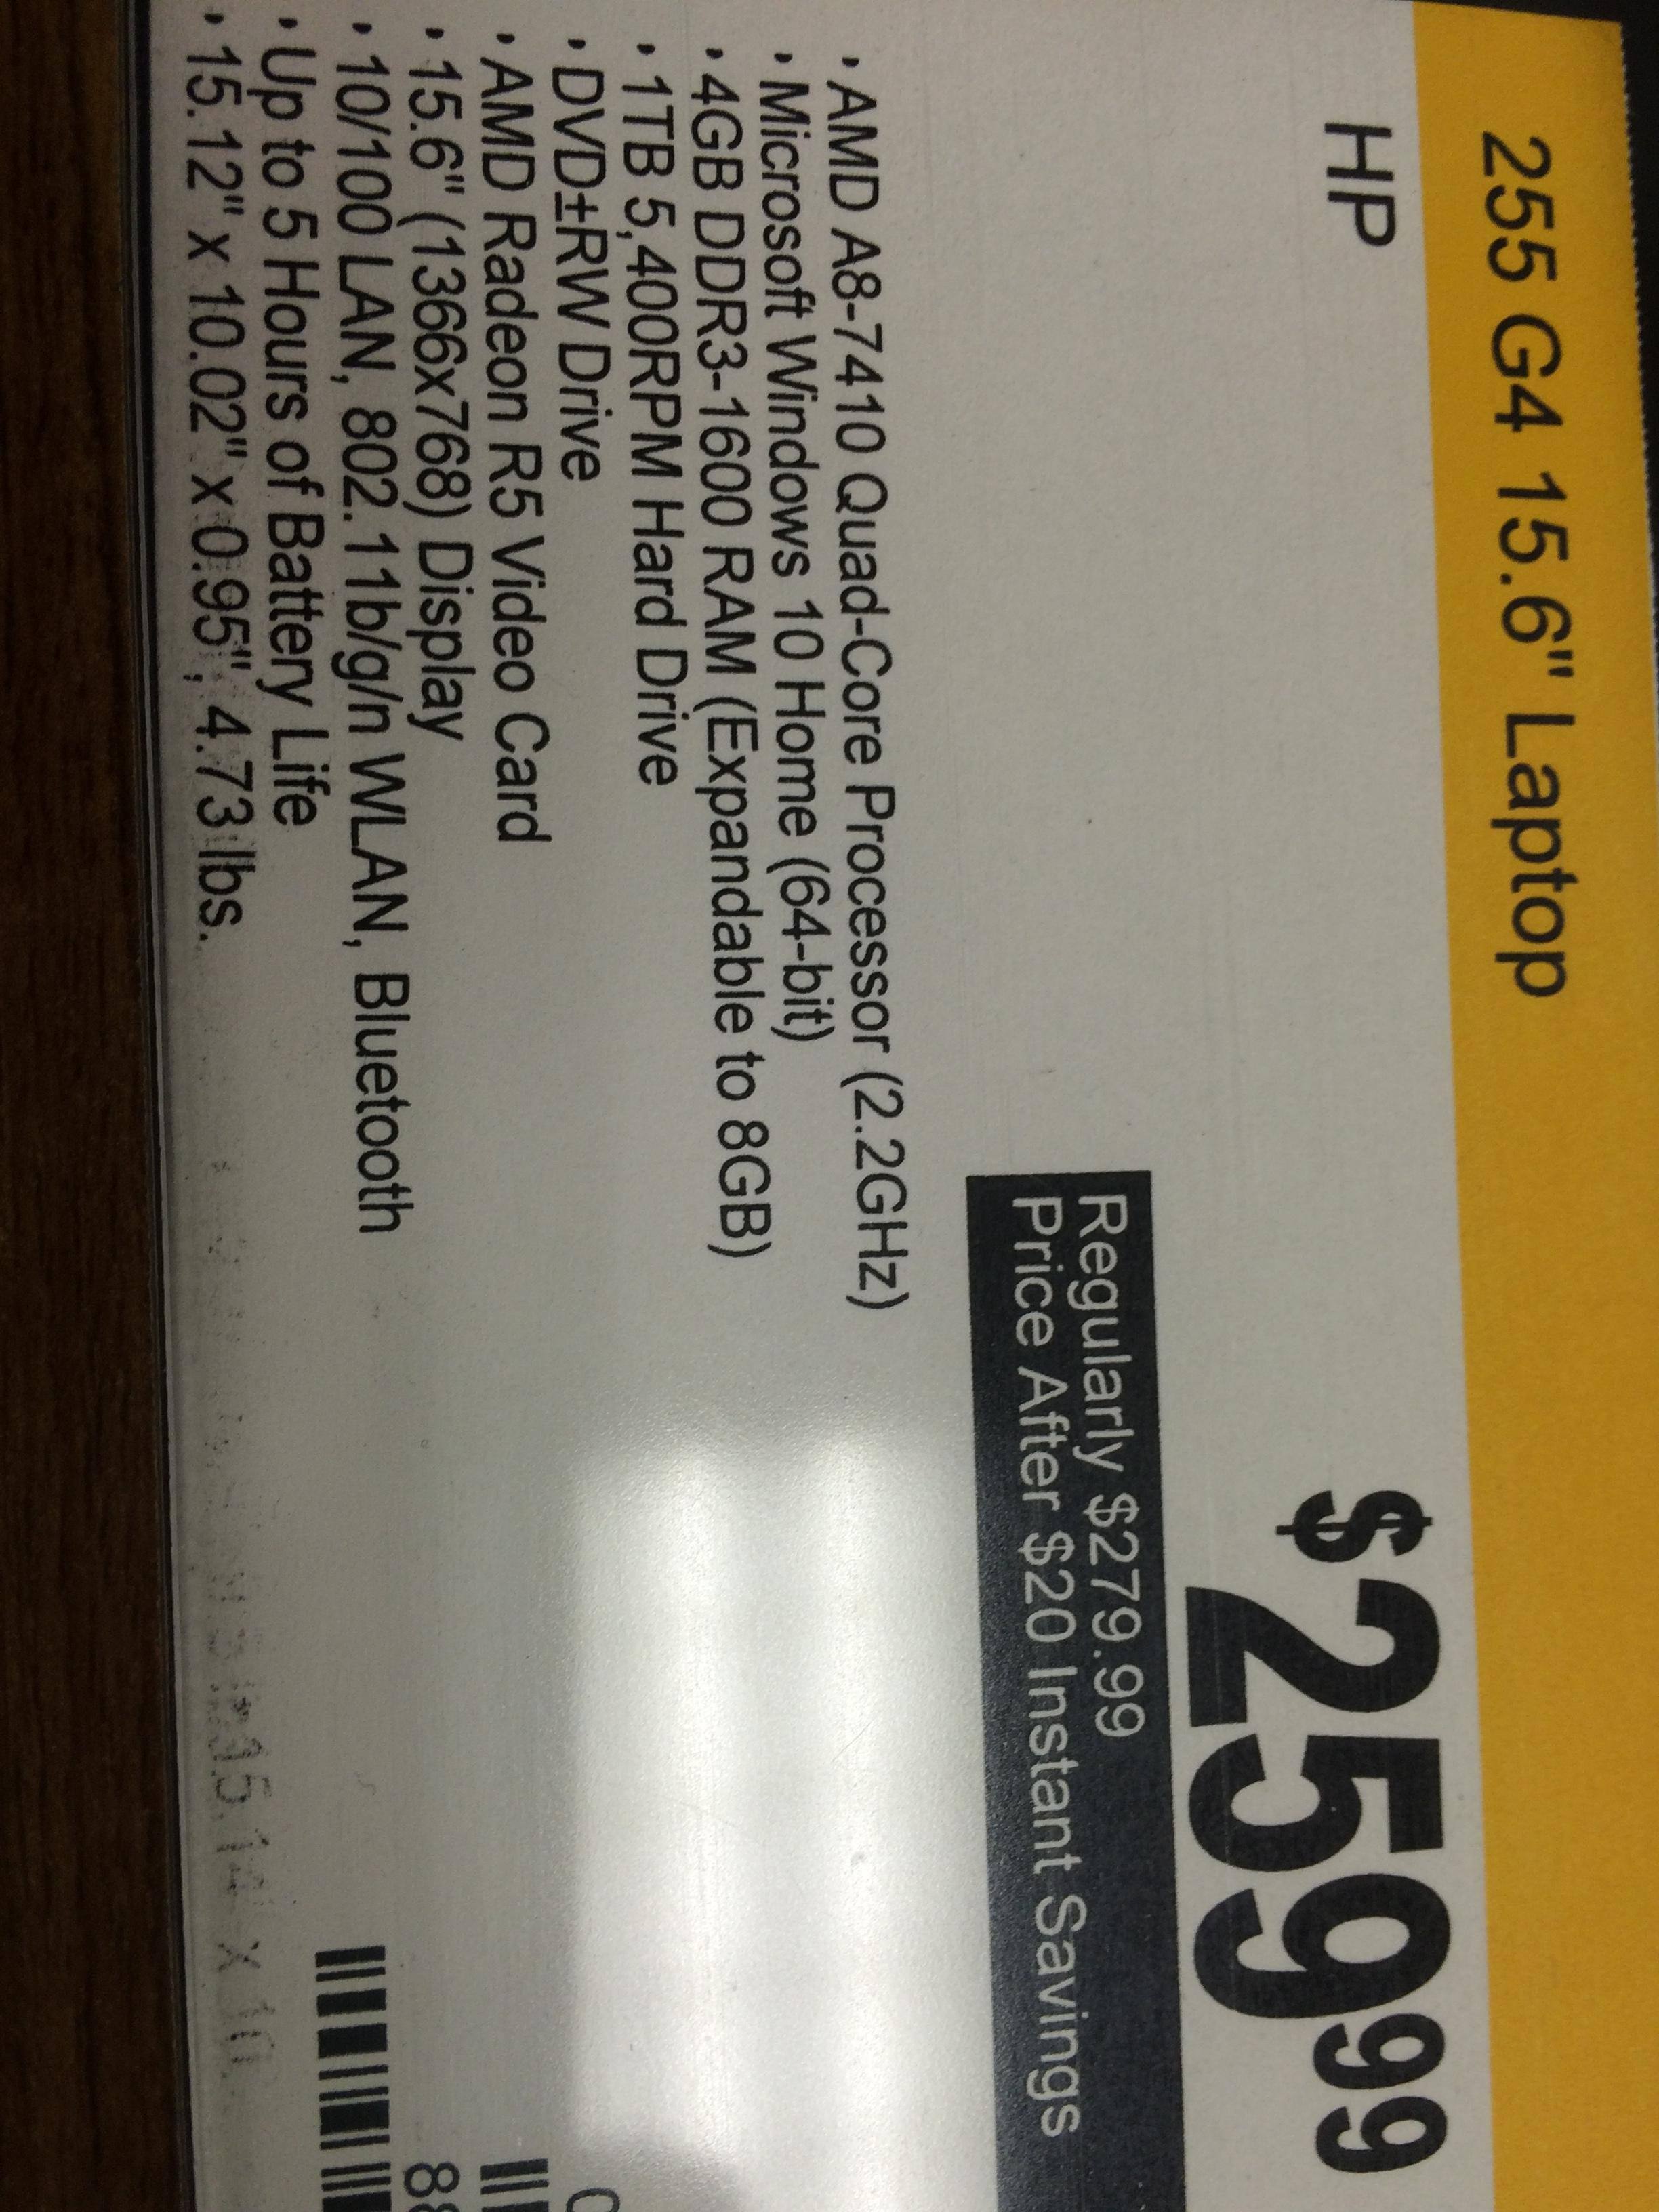 255 G4 15.6" Laptop
HP
$259.99
Regularly $279.99
Price After $20 Instant Savings
• AMD A8-7410 Quad-Core Processor (2.2GHz)
• Microsoft Windows 10 Home (64-bit)
• 4GB DDR3-1600 RAM (Expandable to 8GB)
• 1TB 5,400RPM Hard Drive
• DVD±RW Drive
• AMD Radeon R5 Video Card
• 15.6" (1366x768) Display
• 10/100 LAN, 802.11b/g/n WLAN, Bluetooth
• Up to 5 Hours of Battery Life
• 15.12" x 10.02" x 0.95", 4.73 lbs.